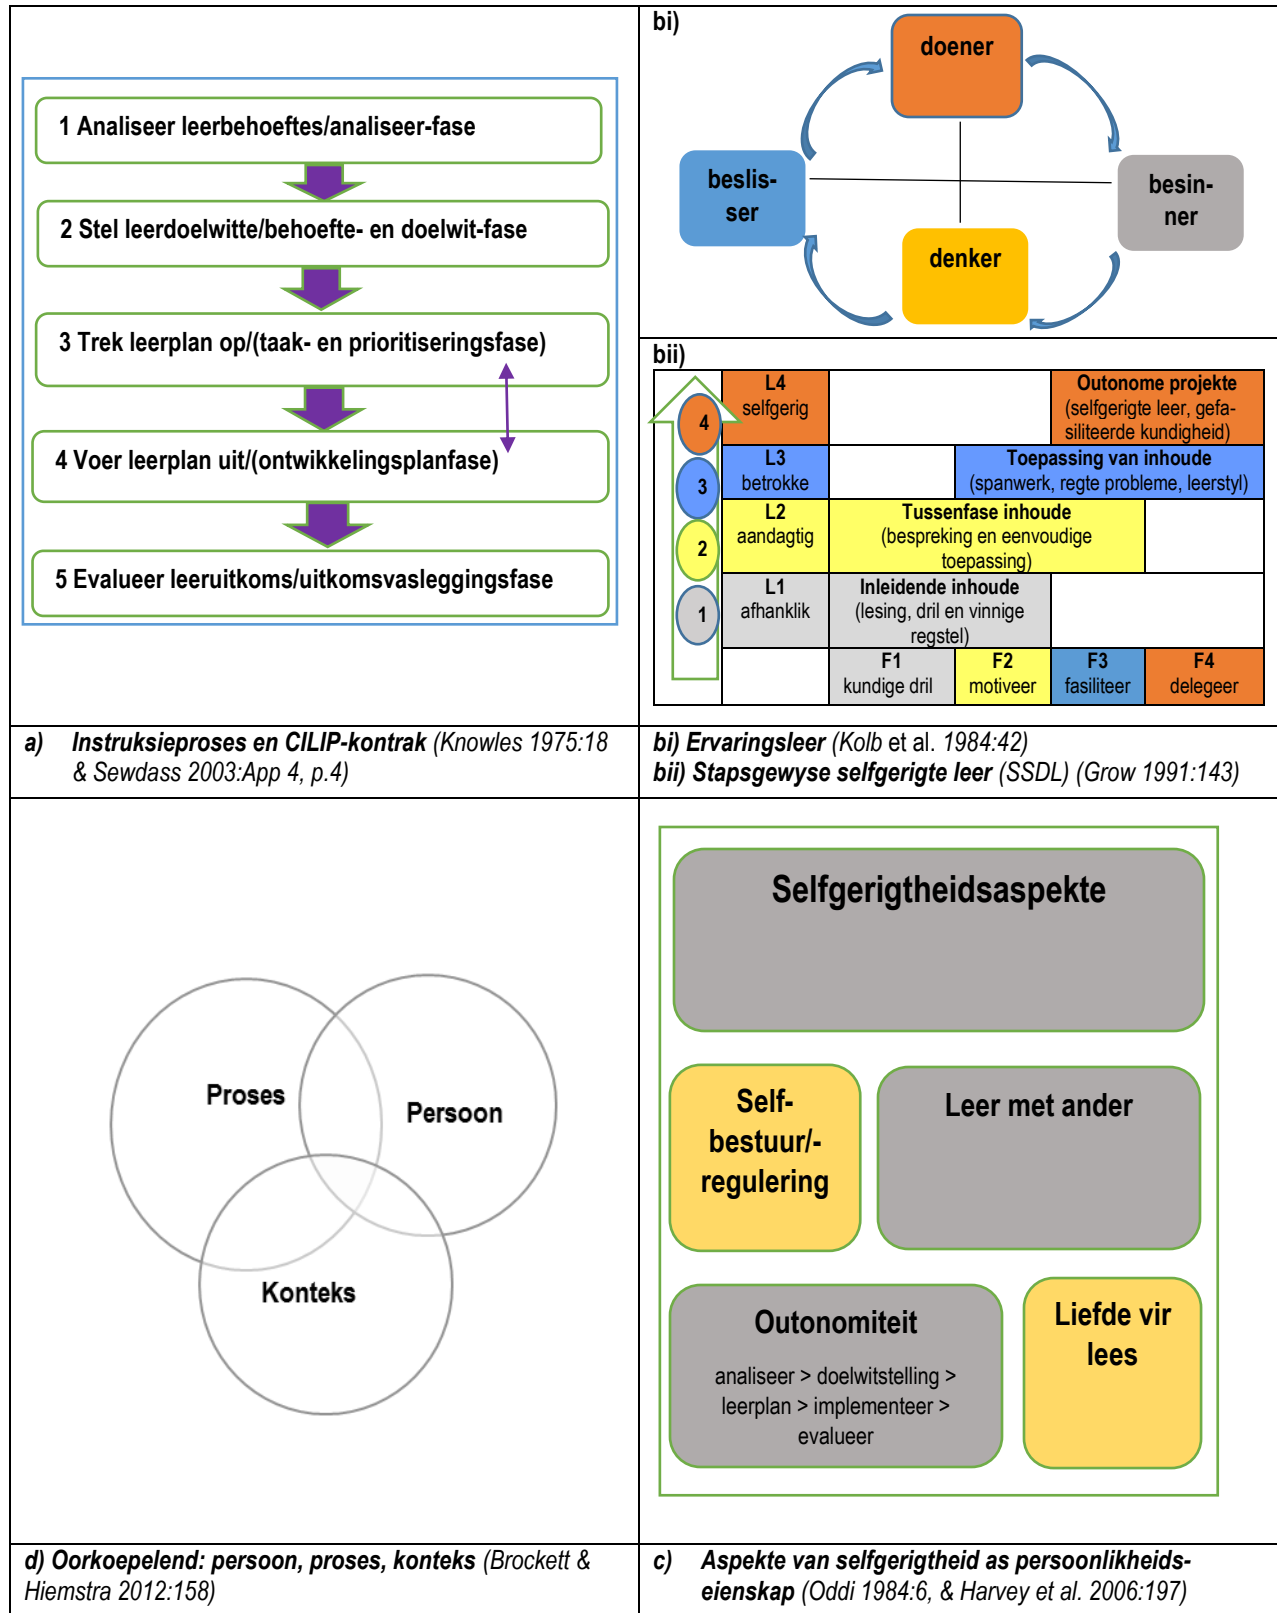 1 Analiseer leerbehoeftes/analiseer-fase
2 Stel leerdoelwitte/behoefte- en doelwit-fase
3 Trek leerplan op/(taak- en prioritiseringsfase)
4 Voer leerplan uit/(ontwikkelingsplanfase)
5 Evalueer leeruitkoms/uitkomsvasleggingsfase
bi)
doener
beslis-
ser
besin-
ner
denker
bii)
4
3
2
1
L4
selfgerig
Outonome projekte
(selfgerigte leer, gefa-
siliteerde kundigheid)
L3
betrokke
Toepassing van inhoude
(spanwerk, regte probleme, leerstyl)
L2
aandagtig
Tussenfase inhoude
(bespreking en eenvoudige
toepassing)
L1
afhanklik
Inleidende inhoude
(lesing, dril en vinnige
regstel)
F1
kundige dril
F2
motiveer
F3
fasiliteer
F4
delegeer
a) Instruksieproses en CILIP-kontrak (Knowles 1975:18
& Sewdass 2003:App 4, p.4)
bi) Ervaringsleer (Kolb et al. 1984:42)
bii) Stapsgewyse selfgerigte leer (SSDL) (Grow 1991:143)
Proses
Persoon
Konteks
Selfgerigtheidsaspekte
Self-
bestuur/-
regulering
Leer met ander
Outonomiteit
analiseer > doelwitstelling >
leerplan > implementeer >
evalueer
Liefde vir
lees
d) Oorkoepelend: persoon, proses, konteks (Brockett &
Hiemstra 2012:158)
c) Aspekte van selfgerigtheid as persoonlikheids-
eienskap (Oddi 1984:6, & Harvey et al. 2006:197)